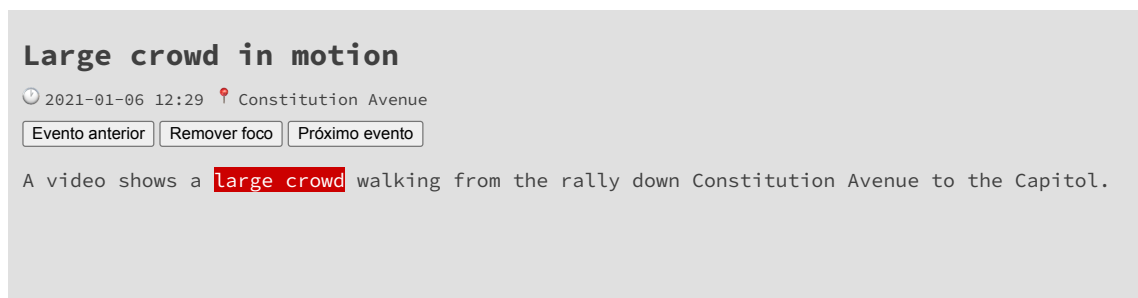 Large crowd in motion
2021-01-06 12:29 Constitution Avenue
Evento anterior Remover foco Próximo evento
A video shows a large crowd walking from the rally down Constitution Avenue to the Capitol.